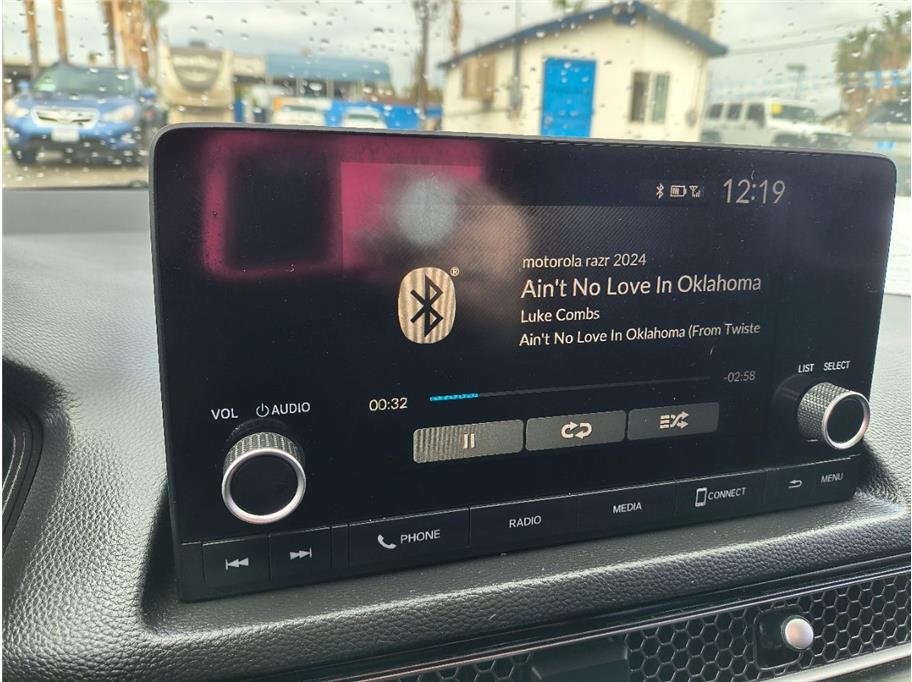 12:19
motorola razr 2024
®
Ain't No Love In Oklahoma
Luke Combs
Ain't No Love In Oklahoma (From Twiste
00:32
-02:58
LIST SELECT
VOL AUDIO
PHONE
RADIO
MEDIA
CONNECT
MENU